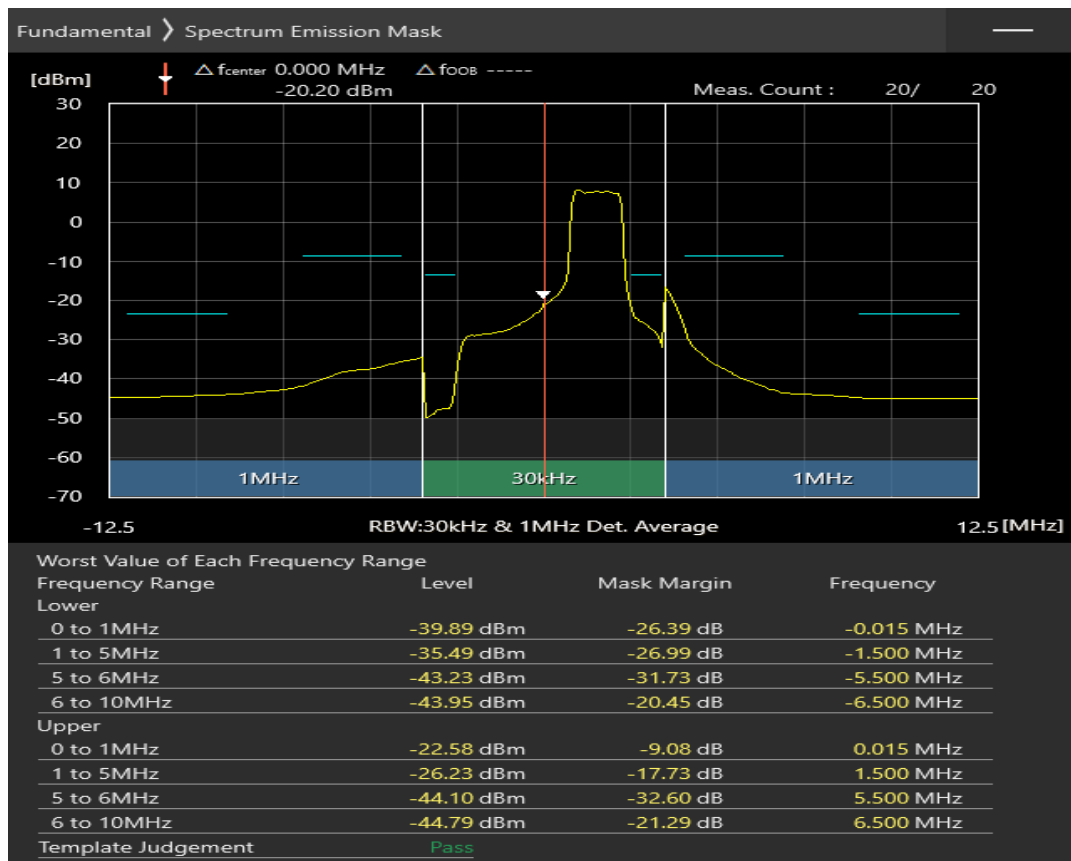 Fundamental 〉 Spectrum Emission Mask
[dBm] △ fcenter 0.000 MHz △ fOOB -----
-20.20 dBm Meas. Count : 20/ 20
30
20
10
0
-10
-20
-30
-40
-50
-60
-70
1MHz 30kHz 1MHz
-12.5 RBW:30kHz & 1MHz Det. Average 12.5 [MHz]
Worst Value of Each Frequency Range
Frequency Range Level Mask Margin Frequency
Lower
0 to 1MHz -39.89 dBm -26.39 dB -0.015 MHz
1 to 5MHz -35.49 dBm -26.99 dB -1.500 MHz
5 to 6MHz -43.23 dBm -31.73 dB -5.500 MHz
6 to 10MHz -43.95 dBm -20.45 dB -6.500 MHz
Upper
0 to 1MHz -22.58 dBm -9.08 dB 0.015 MHz
1 to 5MHz -26.23 dBm -17.73 dB 1.500 MHz
5 to 6MHz -44.10 dBm -32.60 dB 5.500 MHz
6 to 10MHz -44.79 dBm -21.29 dB 6.500 MHz
Template Judgement Pass